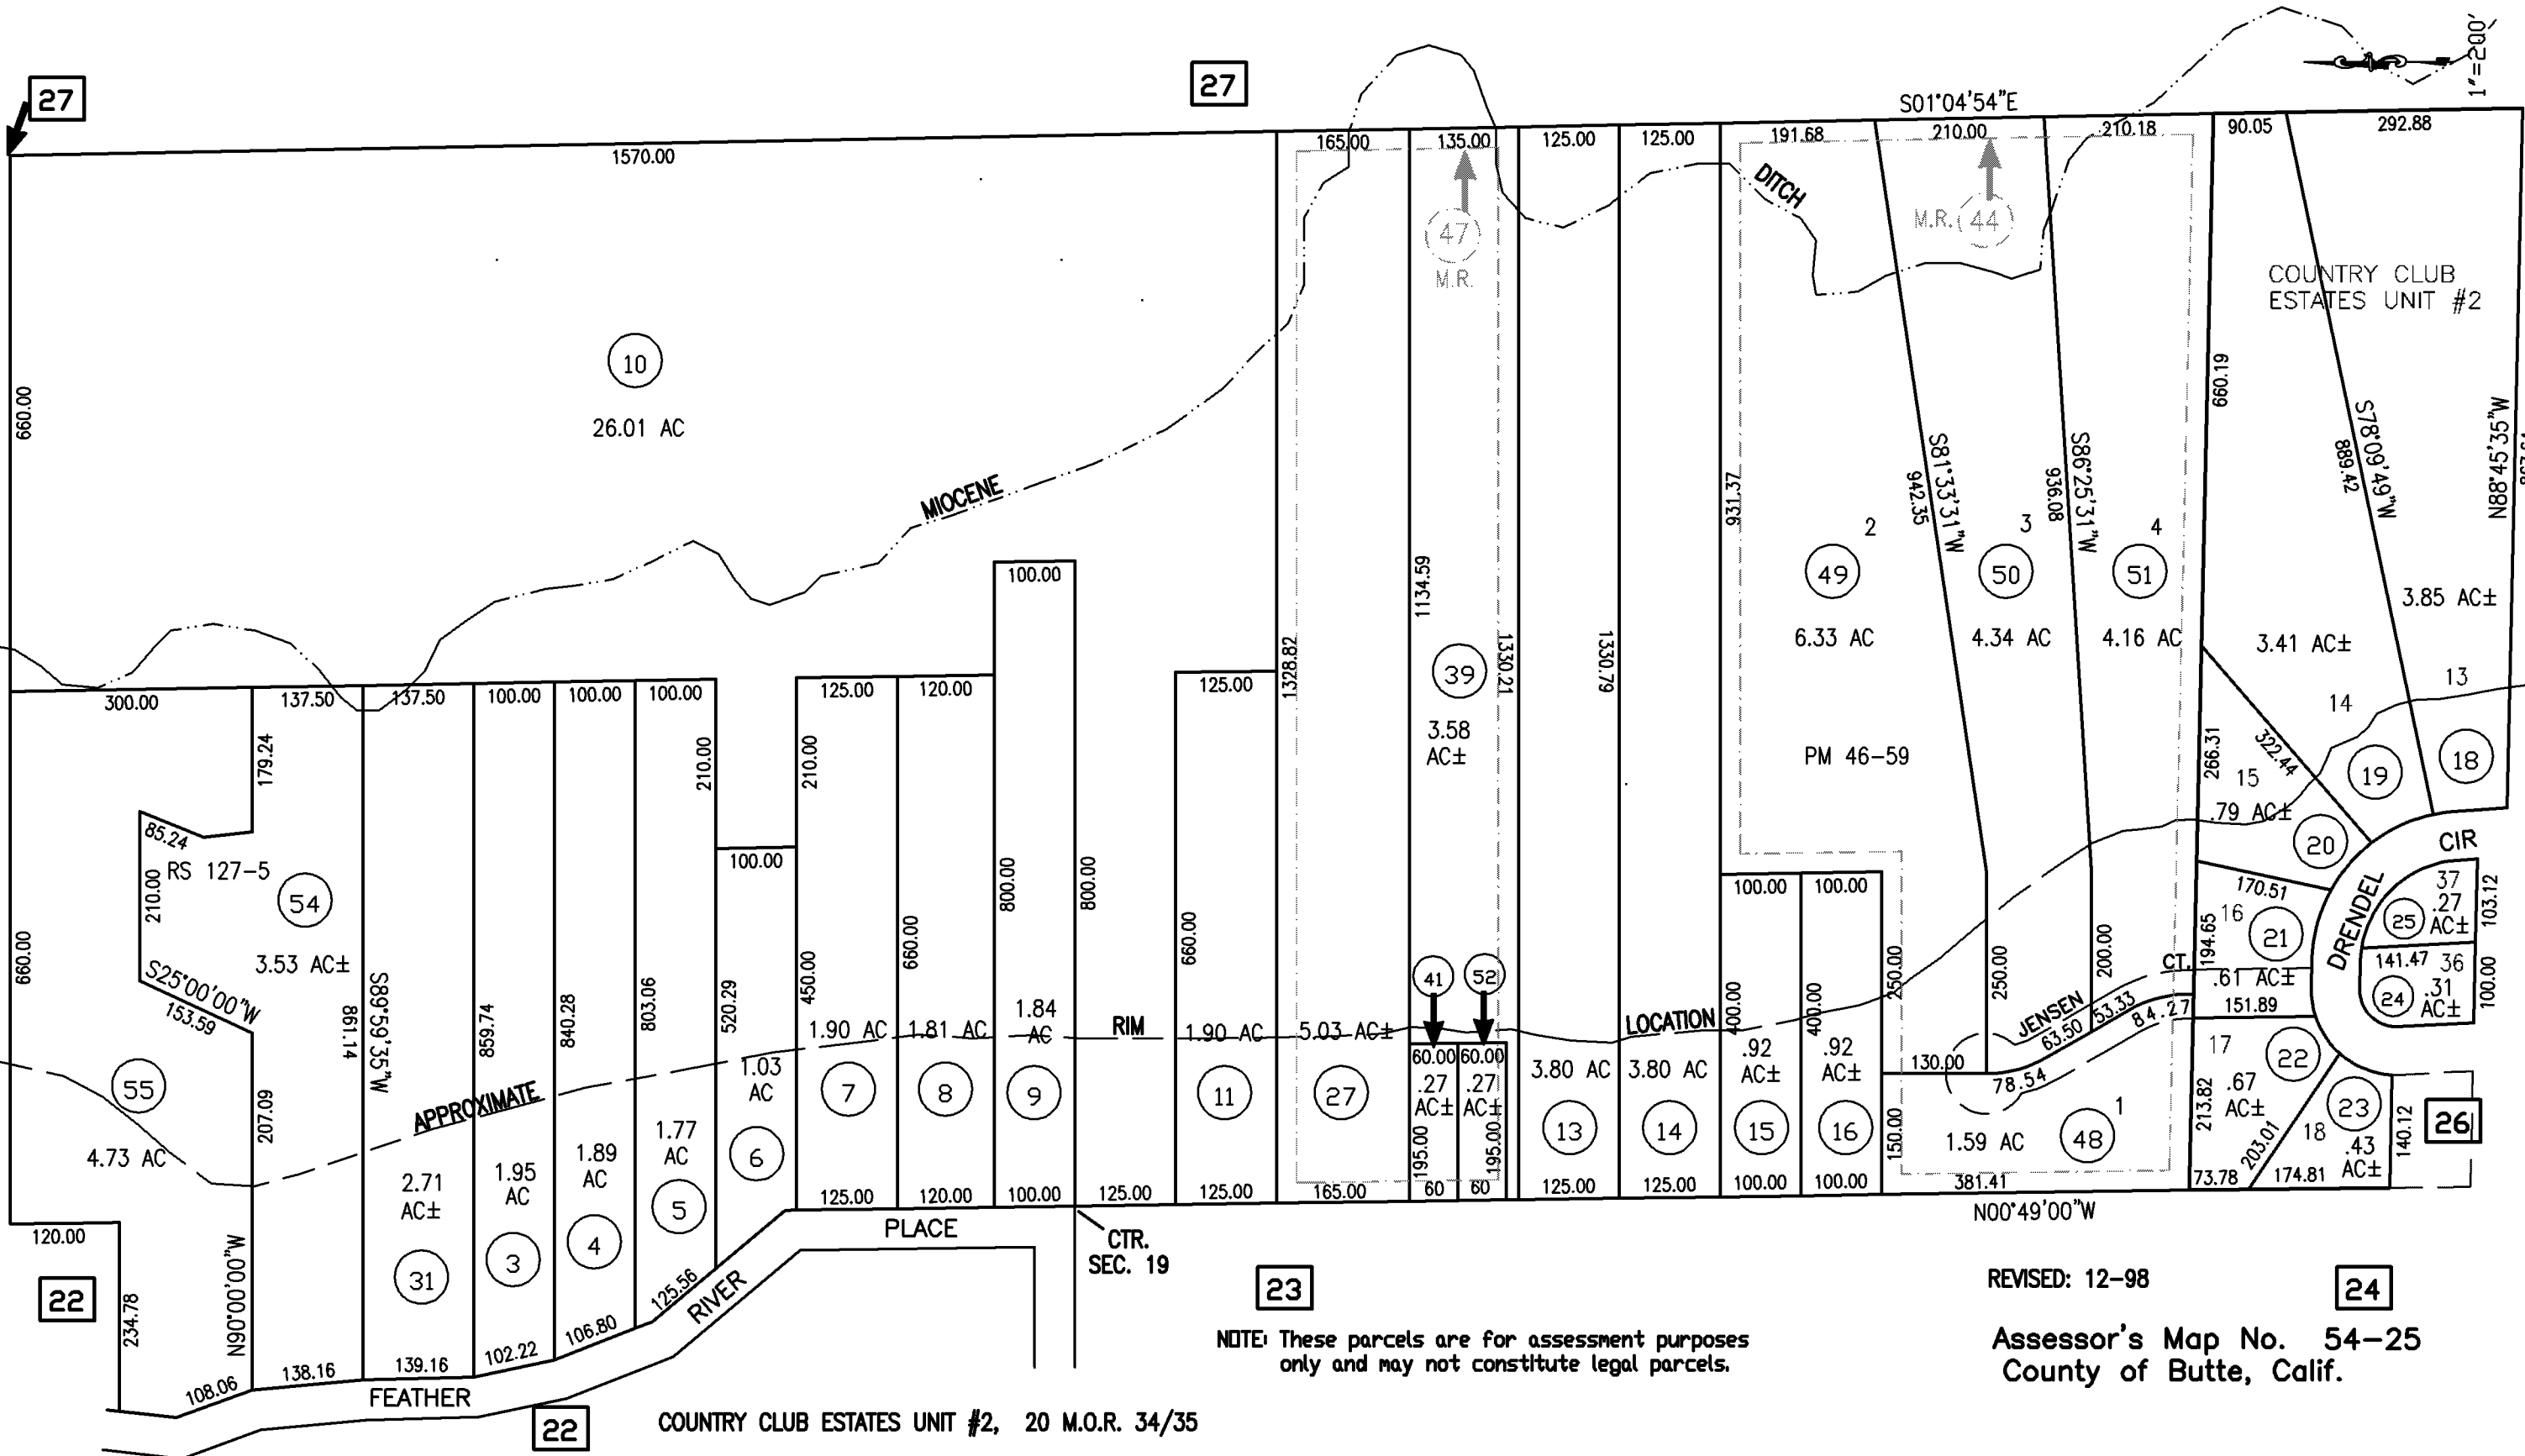 27
27
S01°04'54"E
1"=200'
1570.00
165.00
135.00
125.00
125.00
191.68
210.00
210.18
90.05
292.88
DITCH
47
M.R.
M.R. 44
COUNTRY CLUB
ESTATES UNIT #2
10
26.01 AC
660.00
MIOCENE
660.19
S78°09'49"W
889.42
N88°45'35"W
S81°33'31"W
942.35
S86°25'31"W
936.08
931.37
2
3
4
49
50
51
6.33 AC
4.34 AC
4.16 AC
3.85 AC±
3.41 AC±
13
14
100.00
1134.59
1328.82
1330.21
1330.79
39
3.58
AC±
PM 46-59
300.00
137.50
137.50
100.00
100.00
100.00
125.00
120.00
125.00
179.24
210.00
210.00
266.31
322.44
15
.79 AC±
19
18
20
85.24
RS 127-5
210.00
54
3.53 AC±
S25°00'00"W
153.59
660.00
S89°59'35"W
861.14
859.74
840.28
803.06
520.29
100.00
450.00
660.00
800.00
800.00
660.00
100.00
100.00
400.00
400.00
250.00
250.00
200.00
194.65
170.51
16
21
.61 AC±
CIR
DRENDEL
37
.27
AC±
25
103.12
141.47
36
.31
AC±
24
100.00
41
52
1.90 AC
1.81 AC
1.84
AC
RIM
1.90 AC
5.03 AC±
LOCATION
JENSEN
CT.
63.50
53.33
84.27
151.89
60.00
60.00
.27
AC±
.27
AC±
195.00
195.00
3.80 AC
3.80 AC
.92
AC±
.92
AC±
130.00
78.54
55
4.73 AC
207.09
APPROXIMATE
1.03
AC
7
8
9
11
27
13
14
15
16
150.00
1.59 AC
48
1
17
22
.67
AC±
213.82
203.01
18
23
.43
AC±
140.12
26
2.71
AC±
1.95
AC
1.89
AC
1.77
AC
6
31
3
4
5
125.00
120.00
100.00
125.00
125.00
165.00
60
60
125.00
125.00
100.00
100.00
381.41
73.78
174.81
N00°49'00"W
120.00
22
234.78
N90°00'00"W
108.06
138.16
139.16
102.22
106.80
125.56
FEATHER
RIVER
PLACE
CTR.
SEC. 19
23
REVISED: 12-98
24
NOTE: These parcels are for assessment purposes
only and may not constitute legal parcels.
Assessor's Map No. 54-25
County of Butte, Calif.
22
COUNTRY CLUB ESTATES UNIT #2, 20 M.O.R. 34/35